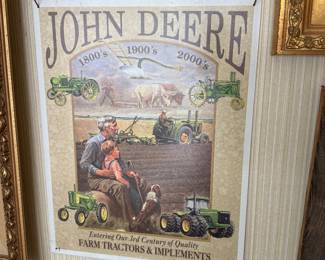 JOHN DEERE
1800's 1900's 2000's
Entering Our 3rd Century of Quality
FARM TRACTORS & IMPLEMENTS